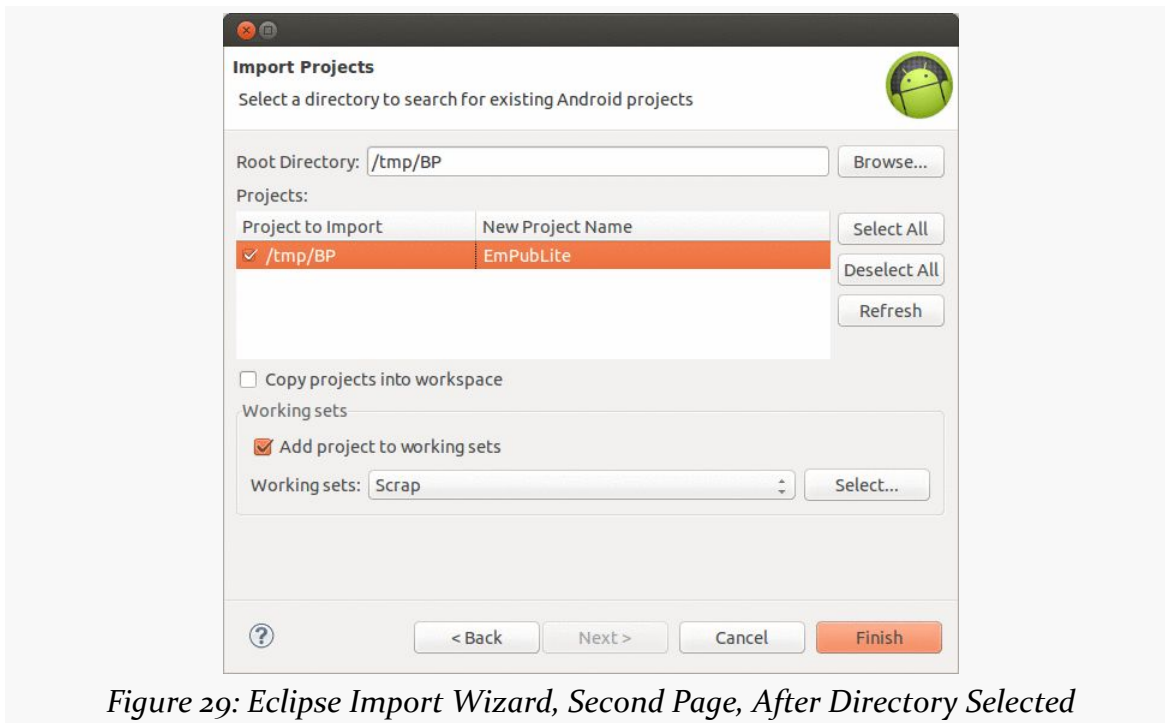 Import Projects
Select a directory to search for existing Android projects
Root Directory: /tmp/BP Browse...
Projects:
Project to Import New Project Name Select All
/tmp/BP EmPubLite
Deselect All
Refresh
Copy projects into workspace
Working sets
Add project to working sets
Working sets: Scrap Select...
? < Back Next > Cancel Finish
Figure 29: Eclipse Import Wizard, Second Page, After Directory Selected